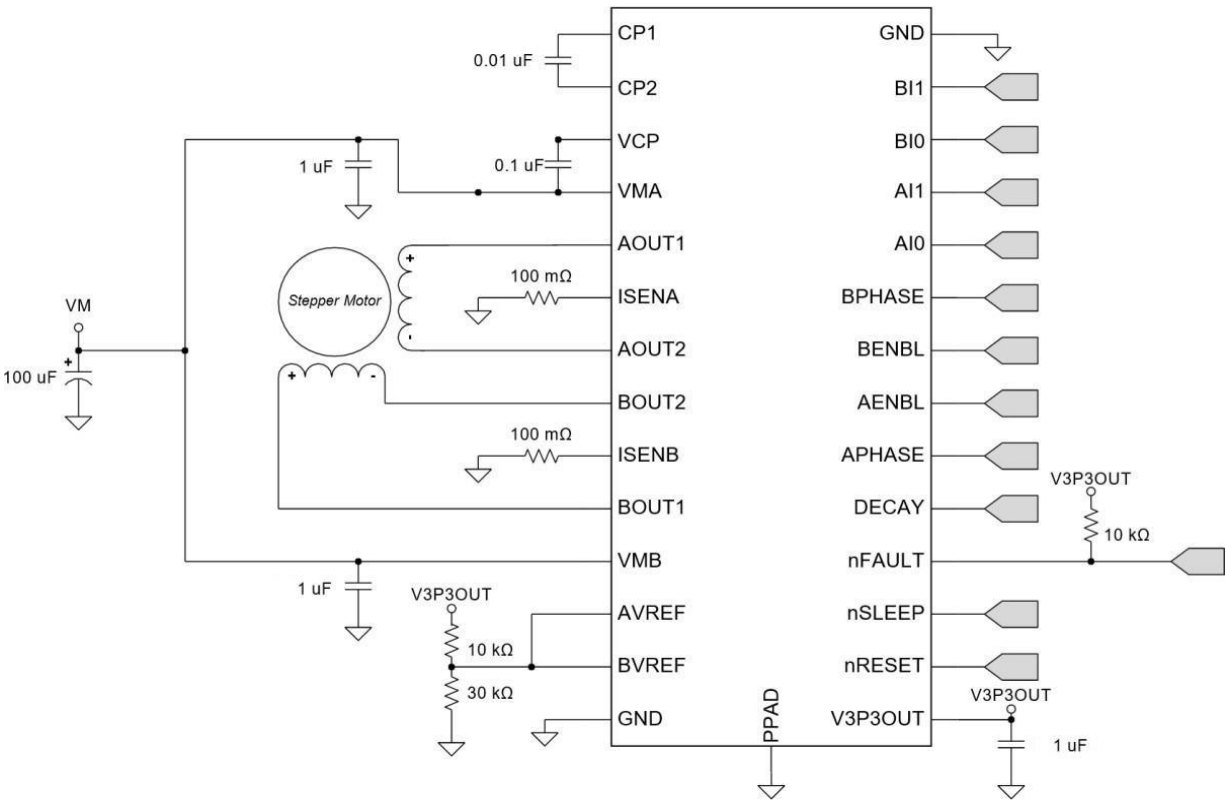 CP1
GND
0.01 uF
CP2
BI1
VCP
BI0
1 uF
0.1 uF
VMA
AI1
AOUT1
AI0
+
100 mΩ
Stepper Motor
ISENA
BPHASE
VM
-
AOUT2
BENBL
+
100 uF
+
-
BOUT2
AENBL
100 mΩ
ISENB
APHASE
V3P3OUT
BOUT1
DECAY
10 kΩ
VMB
nFAULT
1 uF
V3P3OUT
AVREF
nSLEEP
10 kΩ
BVREF
nRESET
30 kΩ
V3P3OUT
GND
PPAD
V3P3OUT
1 uF